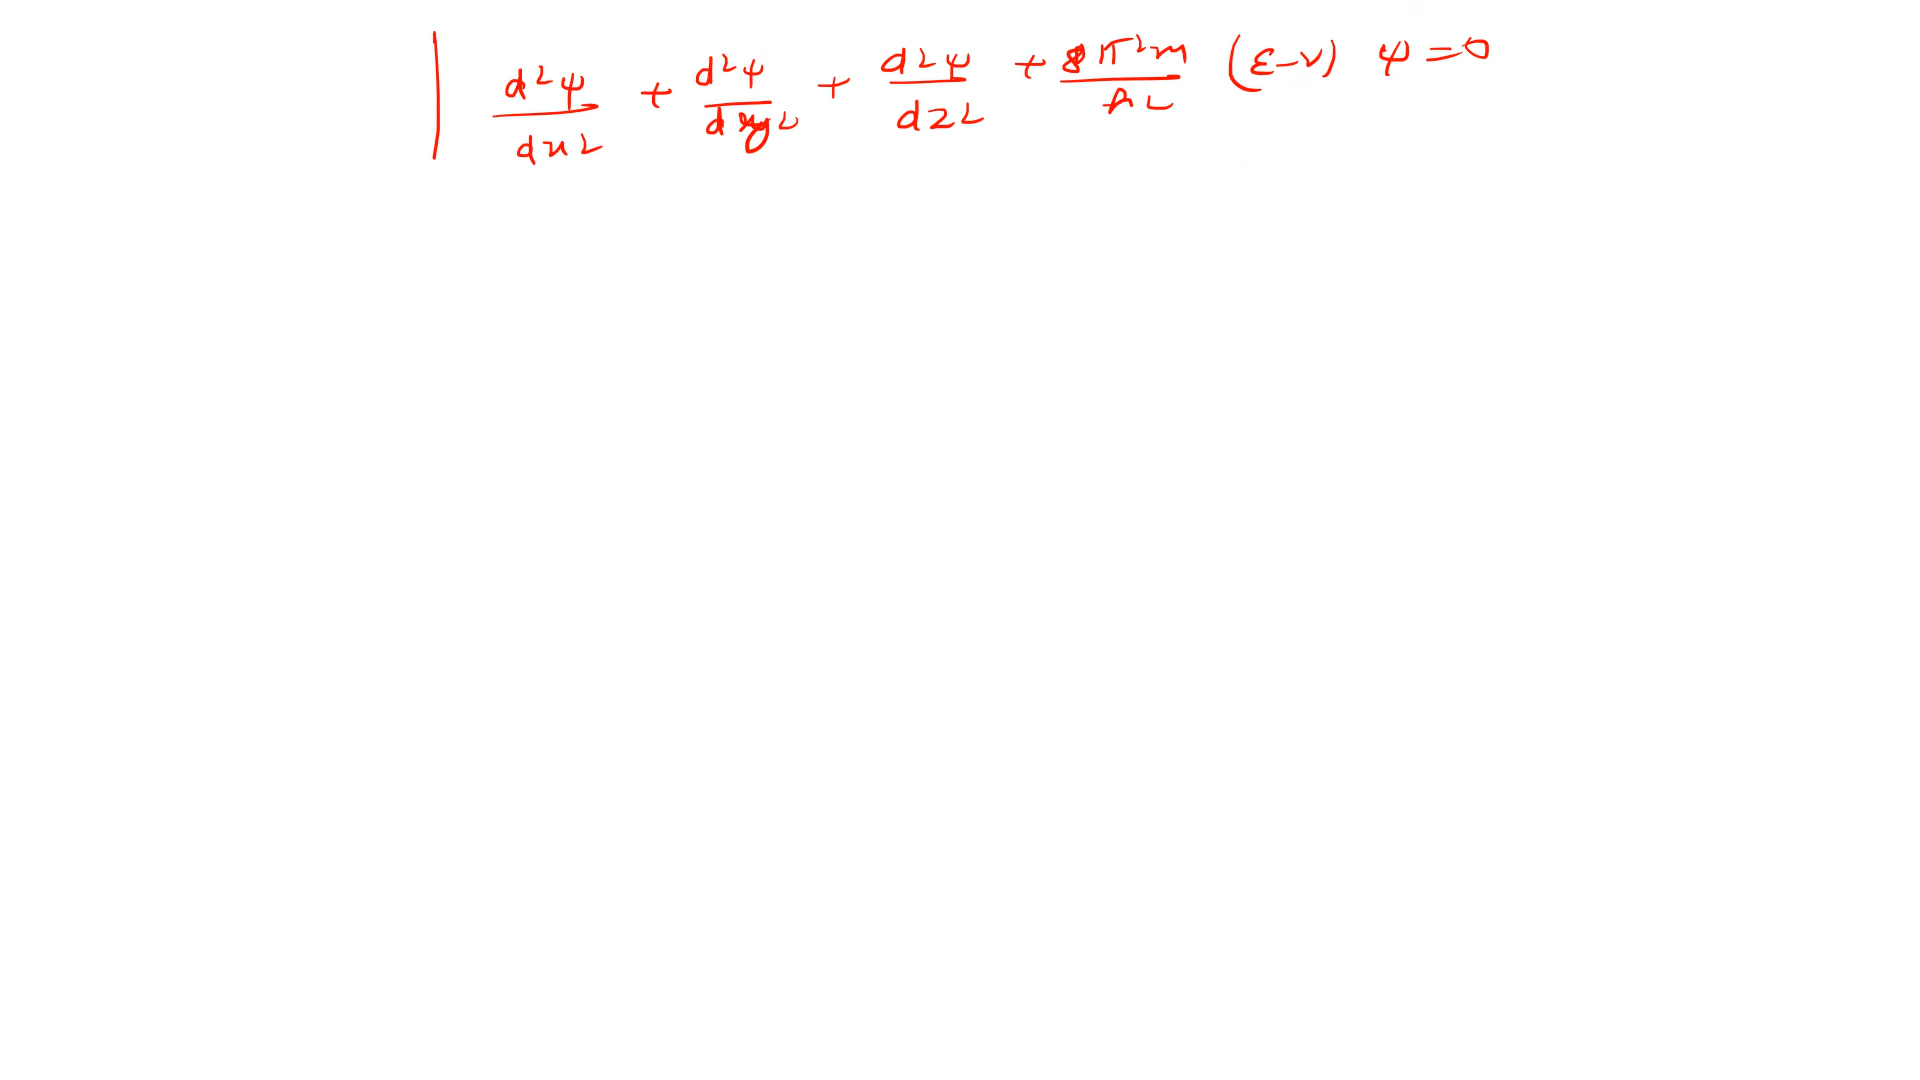 d²ψ/dx² + d²ψ/dy² + d²ψ/dz² + 8π²m/h² (E-V) ψ = 0